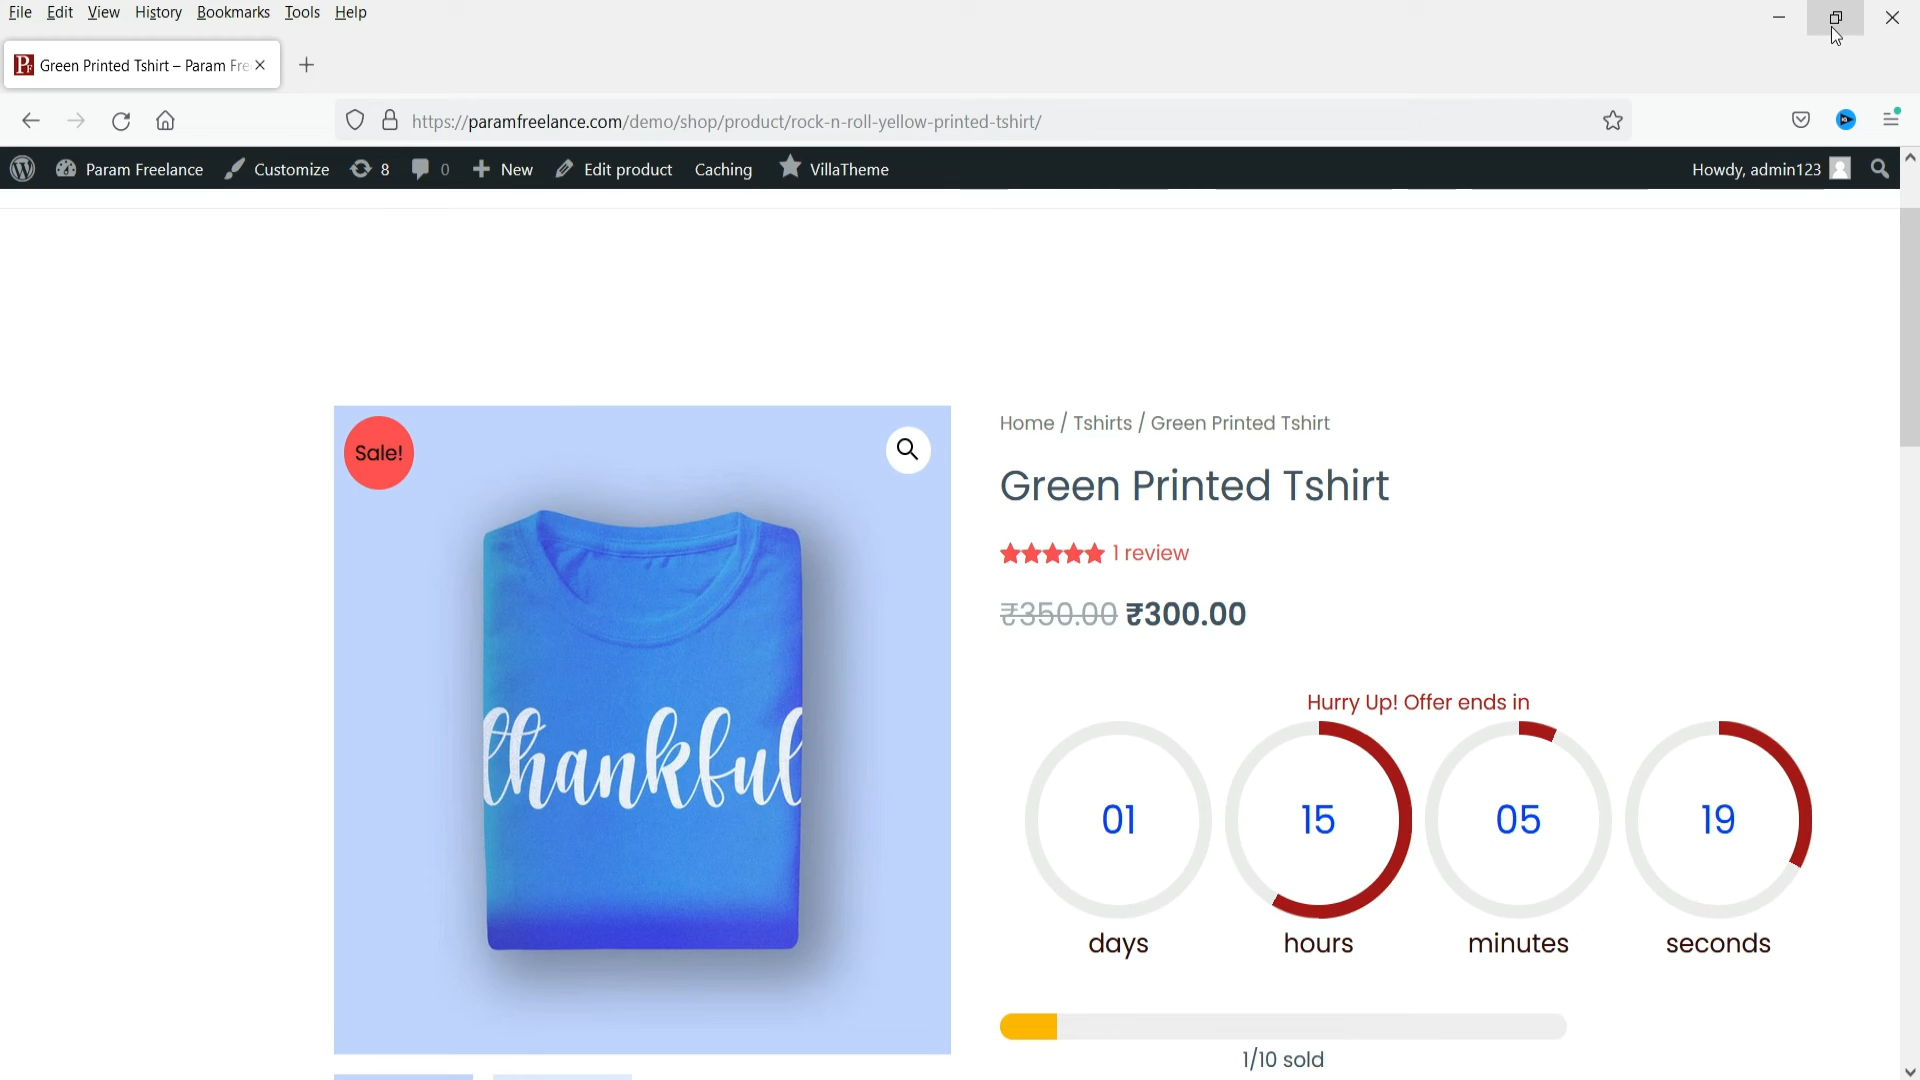 File Edit View History Bookmarks Tools Help
Green Printed Tshirt – Param Fre
https://paramfreelance.com/demo/shop/product/rock-n-roll-yellow-printed-tshirt/
Param Freelance Customize 8 0 New Edit product Caching VillaTheme Howdy, admin123
Home / Tshirts / Green Printed Tshirt
Sale!
Green Printed Tshirt
1 review
₹350.00 ₹300.00
thankful
Hurry Up! Offer ends in
01 15 05 19
days hours minutes seconds
1/10 sold